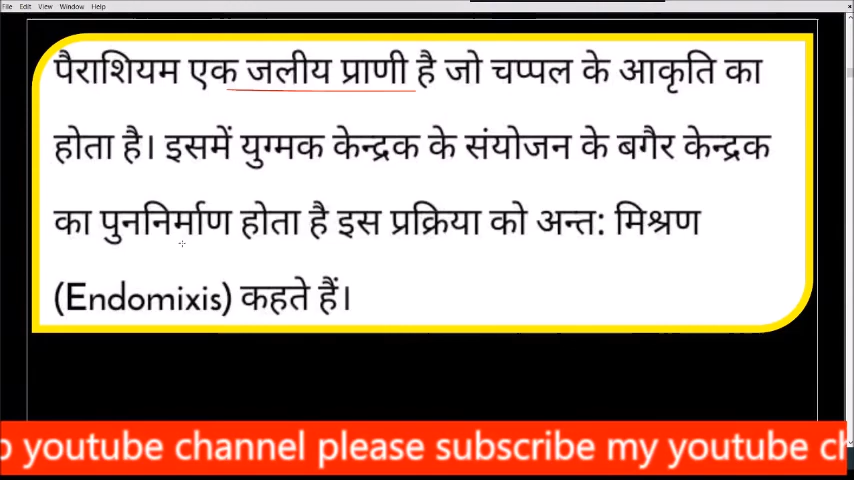 File Edit View Window Help
पैराशियम एक जलीय प्राणी है जो चप्पल के आकृति का
होता है। इसमें युग्मक केन्द्रक के संयोजन के बगैर केन्द्रक
का पुननिर्माण होता है इस प्रक्रिया को अन्त: मिश्रण
(Endomixis) कहते हैं।
youtube channel please subscribe my youtube